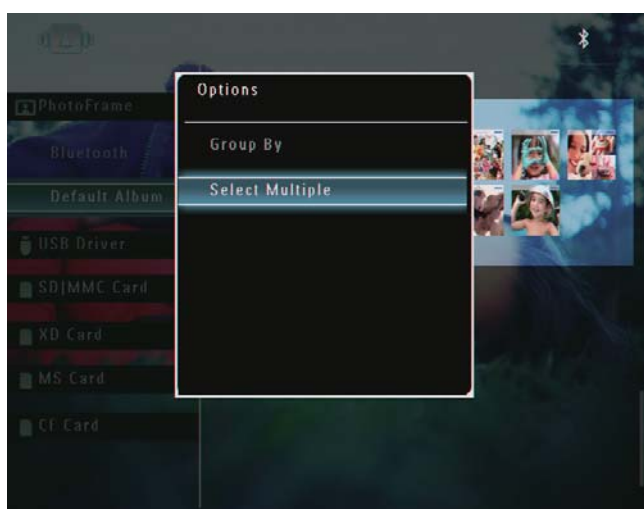 Options
Group By
Select Multiple
PhotoFrame
Bluetooth
Default Album
USB Driver
SD|MMC Card
XD Card
MS Card
CF Card